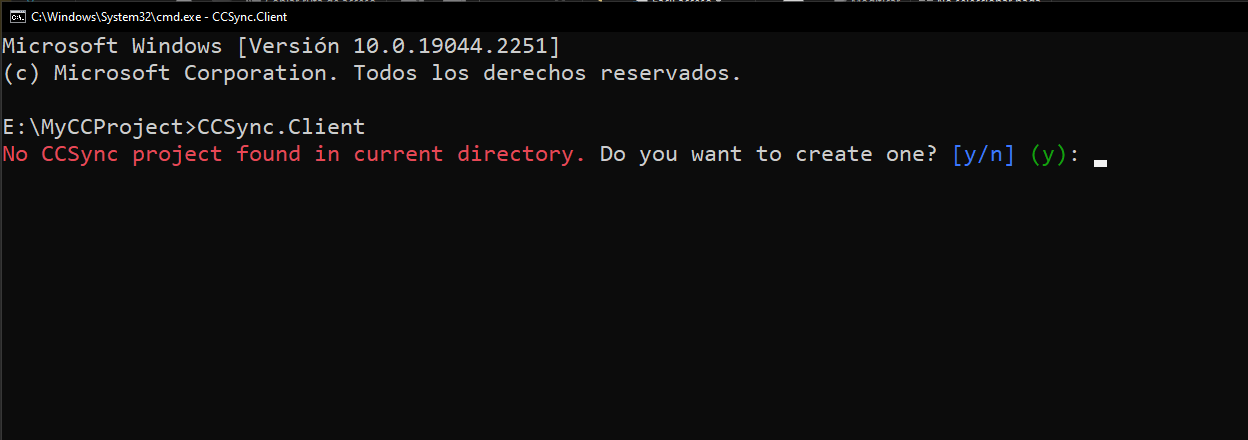 C:\Windows\System32\cmd.exe - CCSync.Client
Microsoft Windows [Versión 10.0.19044.2251]
(c) Microsoft Corporation. Todos los derechos reservados.
E:\MyCCProject>CCSync.Client
No CCSync project found in current directory. Do you want to create one? [y/n] (y):